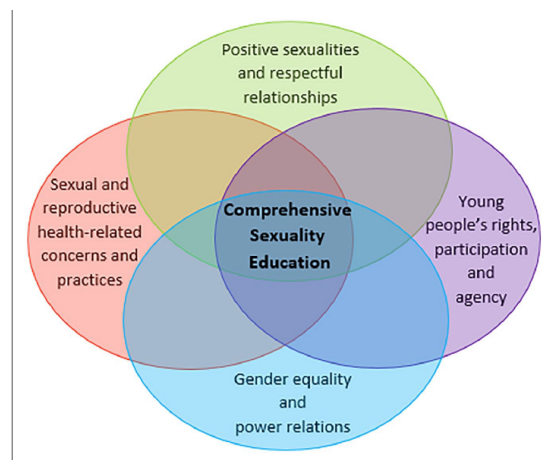 Positive sexualities
and respectful
relationships
Sexual and
reproductive
health-related
concerns and
practices
Comprehensive
Sexuality
Education
Young
people's rights,
participation
and
agency
Gender equality
and
power relations